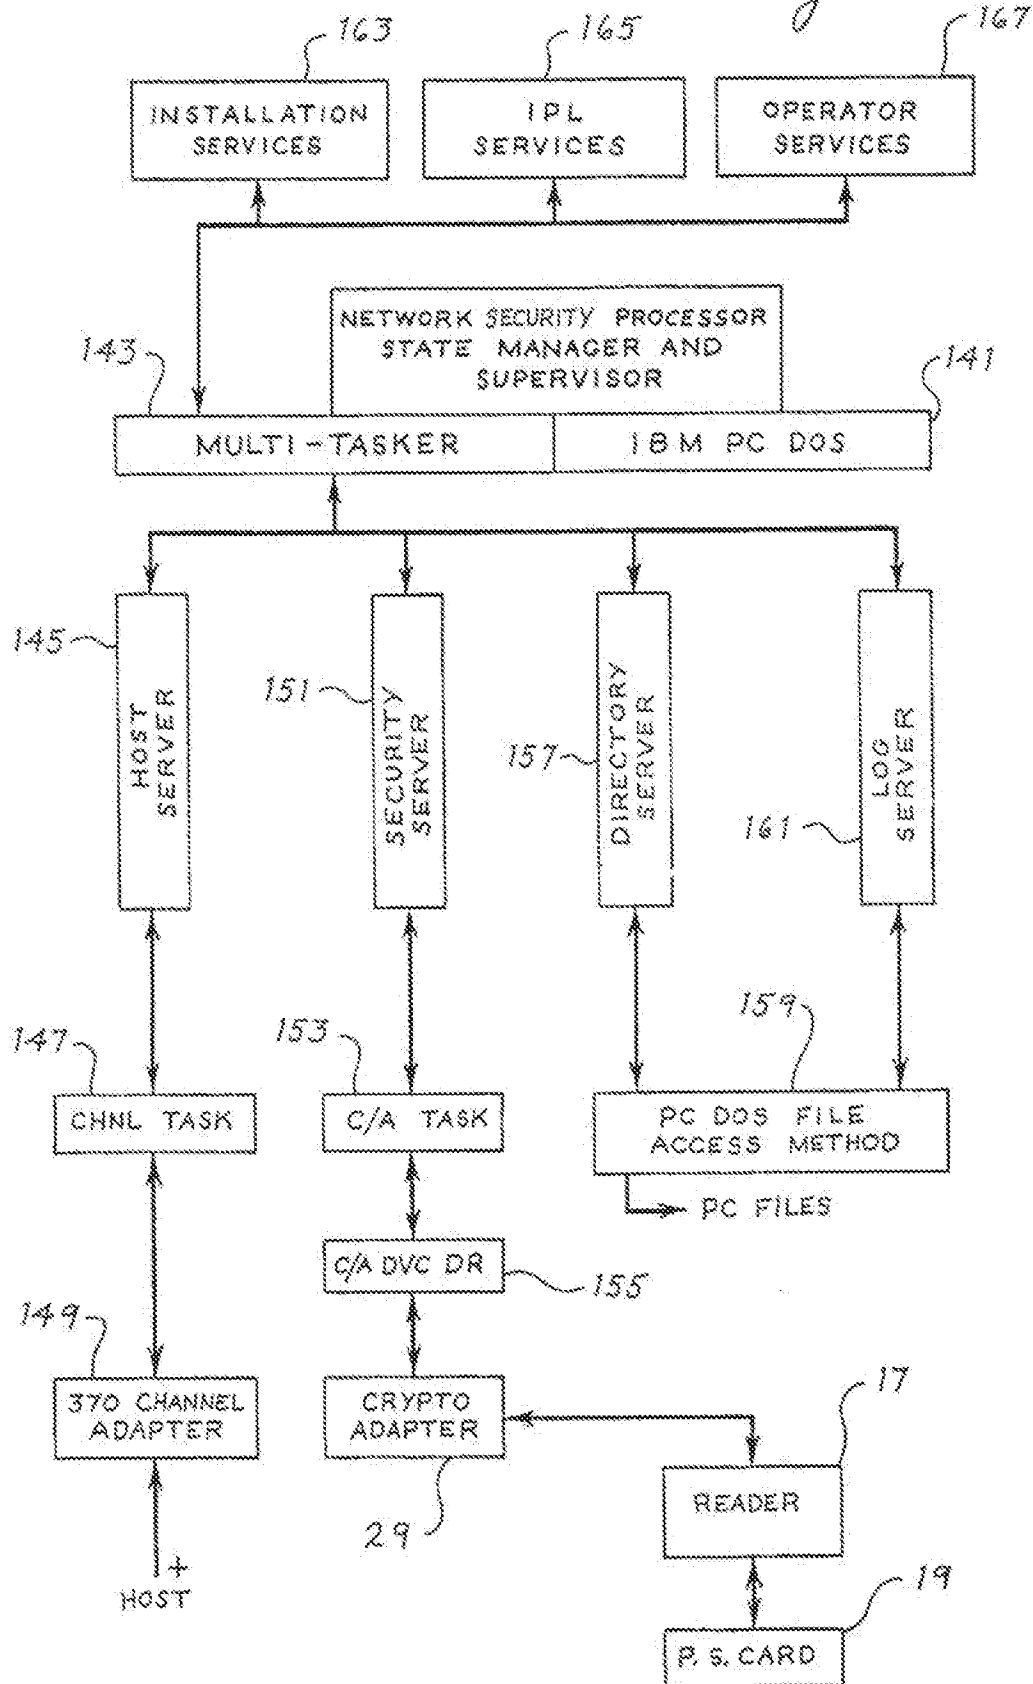 163
165
167
INSTALLATION
SERVICES
IPL
SERVICES
OPERATOR
SERVICES
NETWORK SECURITY PROCESSOR
STATE MANAGER AND
SUPERVISOR
143
141
MULTI-TASKER
IBM PC DOS
145
HOST
SERVER
151
SECURITY
SERVER
157
DIRECTORY
SERVER
161
LOG
SERVER
147
153
159
CHNL TASK
C/A TASK
PC DOS FILE
ACCESS METHOD
PC FILES
C/A DVC DR
155
149
370 CHANNEL
ADAPTER
CRYPTO
ADAPTER
17
READER
29
HOST
19
P. S. CARD